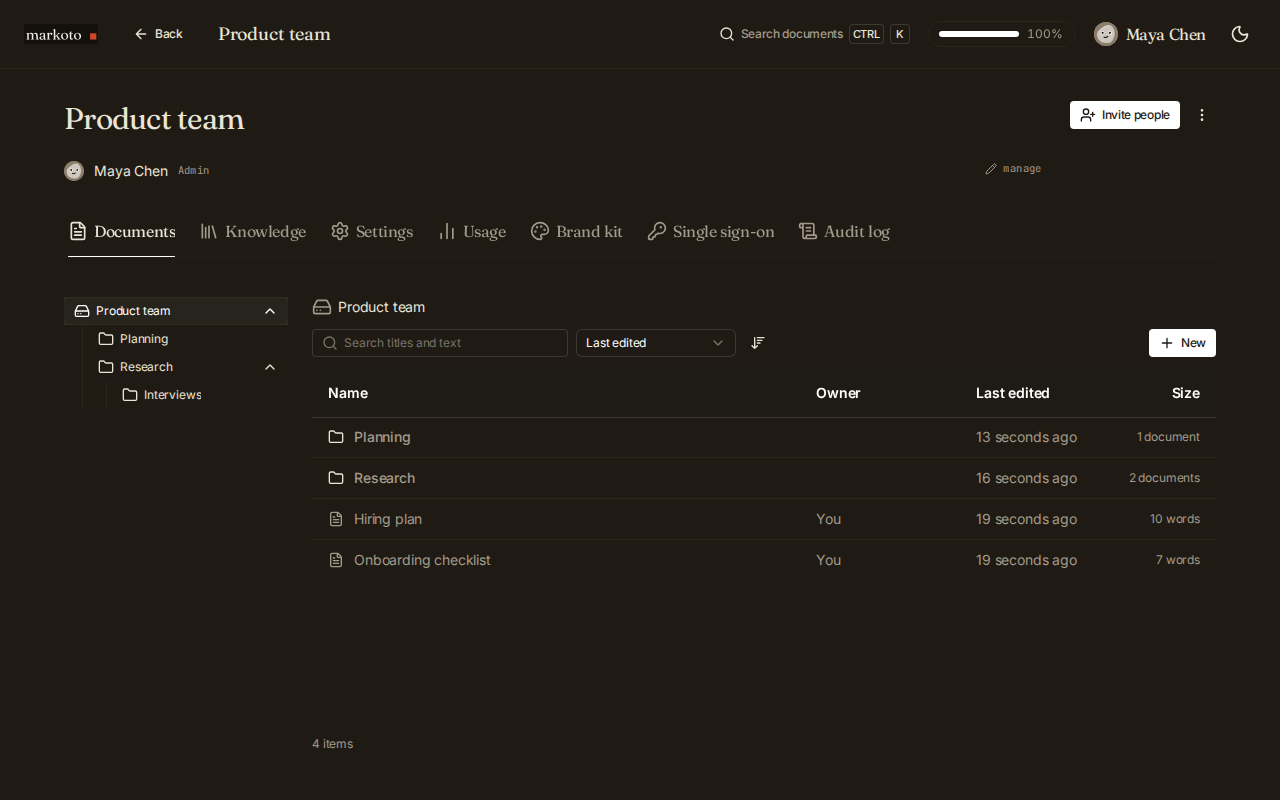 markoto
Back
Product team
Search documents CTRL K
100%
Maya Chen
Product team
Invite people
Maya Chen Admin
manage
Documents Knowledge Settings Usage Brand kit Single sign-on Audit log
Product team
Planning
Research
Interviews
Product team
Search titles and text
Last edited
New
Name Owner Last edited Size
Planning 13 seconds ago 1 document
Research 16 seconds ago 2 documents
Hiring plan You 19 seconds ago 10 words
Onboarding checklist You 19 seconds ago 7 words
4 items